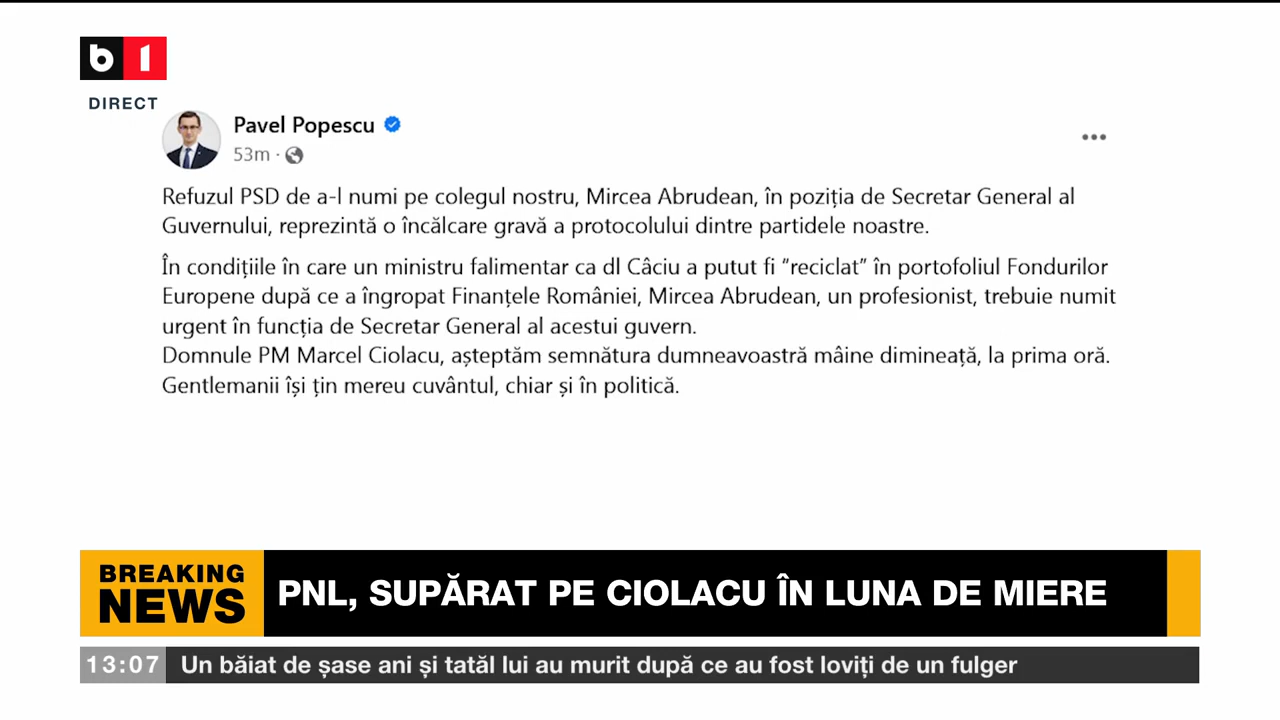 b 1
DIRECT
Pavel Popescu
53m ·
Refuzul PSD de a-l numi pe colegul nostru, Mircea Abrudean, în poziția de Secretar General al
Guvernului, reprezintă o încălcare gravă a protocolului dintre partidele noastre.
În condițiile în care un ministru falimentar ca dl Câciu a putut fi ”reciclat” în portofoliul Fondurilor
Europene după ce a îngropat Finanțele României, Mircea Abrudean, un profesionist, trebuie numit
urgent în funcția de Secretar General al acestui guvern.
Domnule PM Marcel Ciolacu, așteptăm semnătura dumneavoastră mâine dimineață, la prima oră.
Gentlemanii își țin mereu cuvântul, chiar și în politică.
BREAKING
NEWS
PNL, SUPĂRAT PE CIOLACU ÎN LUNA DE MIERE
13:07 Un băiat de șase ani și tatăl lui au murit după ce au fost loviți de un fulger